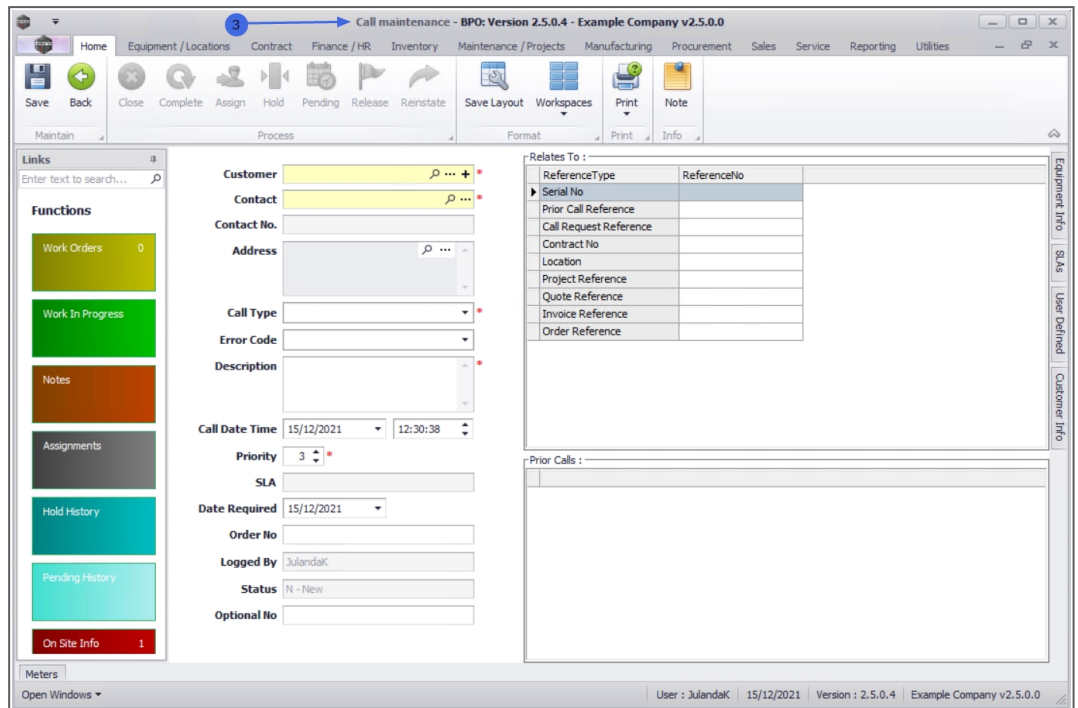 3
Call maintenance - BPO: Version 2.5.0.4 - Example Company v2.5.0.0
Home Equipment / Locations Contract Finance / HR Inventory Maintenance / Projects Manufacturing Procurement Sales Service Reporting Utilities
Save Back Close Complete Assign Hold Pending Release Reinstate Save Layout Workspaces Print Note
Maintain Process Format Print Info
Links
Enter text to search...
Functions
Work Orders 0
Work In Progress
Notes
Assignments
Hold History
Pending History
On Site Info 1
Customer *
Contact *
Contact No.
Address
Call Type *
Error Code
Description *
Call Date Time 15/12/2021 12:30:38
Priority 3 *
SLA
Date Required 15/12/2021
Order No
Logged By JulandaK
Status N - New
Optional No
Relates To :
ReferenceType ReferenceNo
Serial No
Prior Call Reference
Call Request Reference
Contract No
Location
Project Reference
Quote Reference
Invoice Reference
Order Reference
Prior Calls :
Equipment Info
SLAs
User Defined
Customer Info
Meters
Open Windows User : JulandaK 15/12/2021 Version : 2.5.0.4 Example Company v2.5.0.0